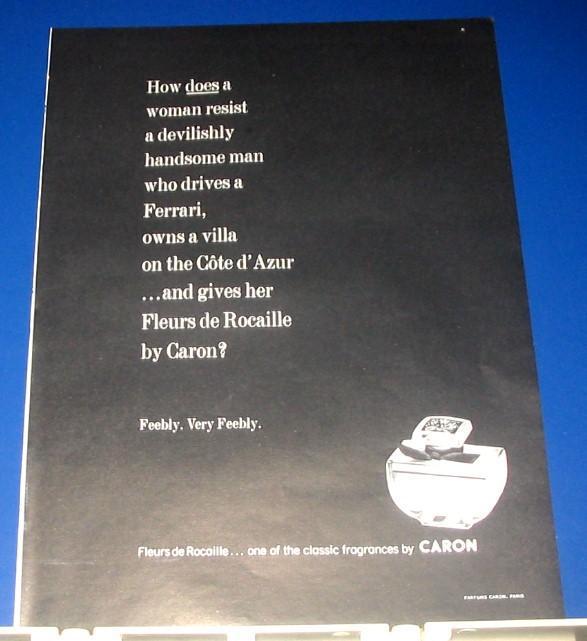 How does a
woman resist
a devilishly
handsome man
who drives a
Ferrari,
owns a villa
on the Côte d'Azur
...and gives her
Fleurs de Rocaille
by Caron?
Feebly. Very Feebly.
Fleurs de Rocaille... one of the classic fragrances by CARON
PARFUMS CARON, PARIS